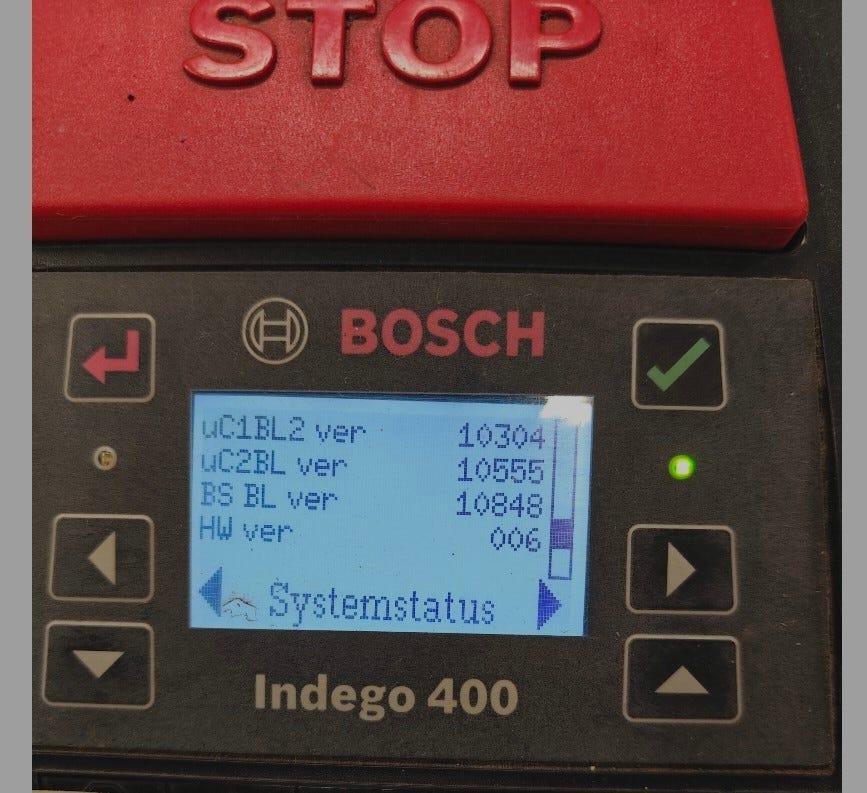 STOP
BOSCH
uC1BL2 ver 10304
uC2BL ver 10555
BS BL ver 10848
HW ver 006
Systemstatus
Indego 400